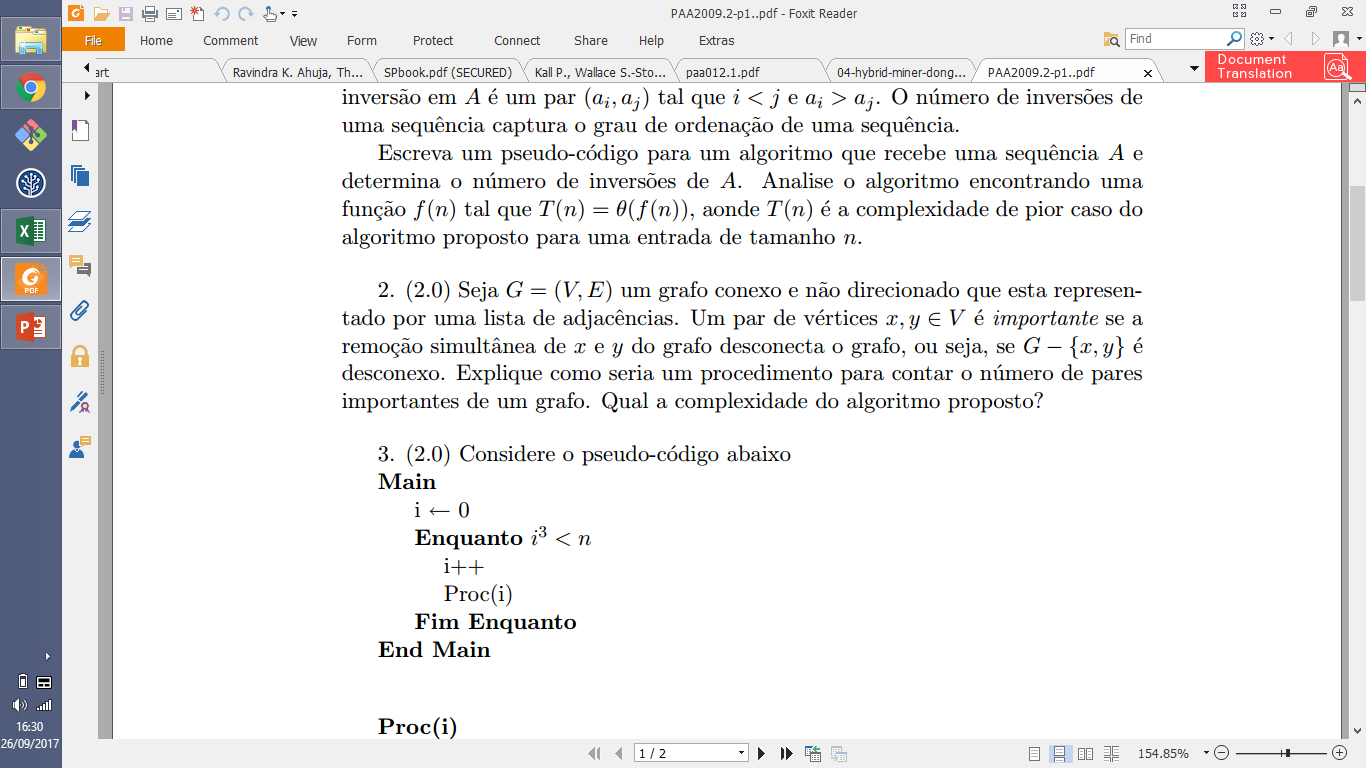 PAA2009.2-p1..pdf - Foxit Reader
File Home Comment View Form Protect Connect Share Help Extras
Find
art Ravindra K. Ahuja, Th... SPbook.pdf (SECURED) Kall P., Wallace S.-Sto... paa012.1.pdf 04-hybrid-miner-dong... PAA2009.2-p1..pdf
Document
Translation
inversão em A é um par (aᵢ, aⱼ) tal que i < j e aᵢ > aⱼ. O número de inversões de
uma sequência captura o grau de ordenação de uma sequência.
Escreva um pseudo-código para um algoritmo que recebe uma sequência A e
determina o número de inversões de A. Analise o algoritmo encontrando uma
função f(n) tal que T(n) = θ(f(n)), aonde T(n) é a complexidade de pior caso do
algoritmo proposto para uma entrada de tamanho n.
2. (2.0) Seja G = (V, E) um grafo conexo e não direcionado que esta represen-
tado por uma lista de adjacências. Um par de vértices x, y ∈ V é importante se a
remoção simultânea de x e y do grafo desconecta o grafo, ou seja, se G − {x, y} é
desconexo. Explique como seria um procedimento para contar o número de pares
importantes de um grafo. Qual a complexidade do algoritmo proposto?
3. (2.0) Considere o pseudo-código abaixo
Main
i ← 0
Enquanto i³ < n
i++
Proc(i)
Fim Enquanto
End Main
Proc(i)
1 / 2
154.85%
PDF
16:30
26/09/2017